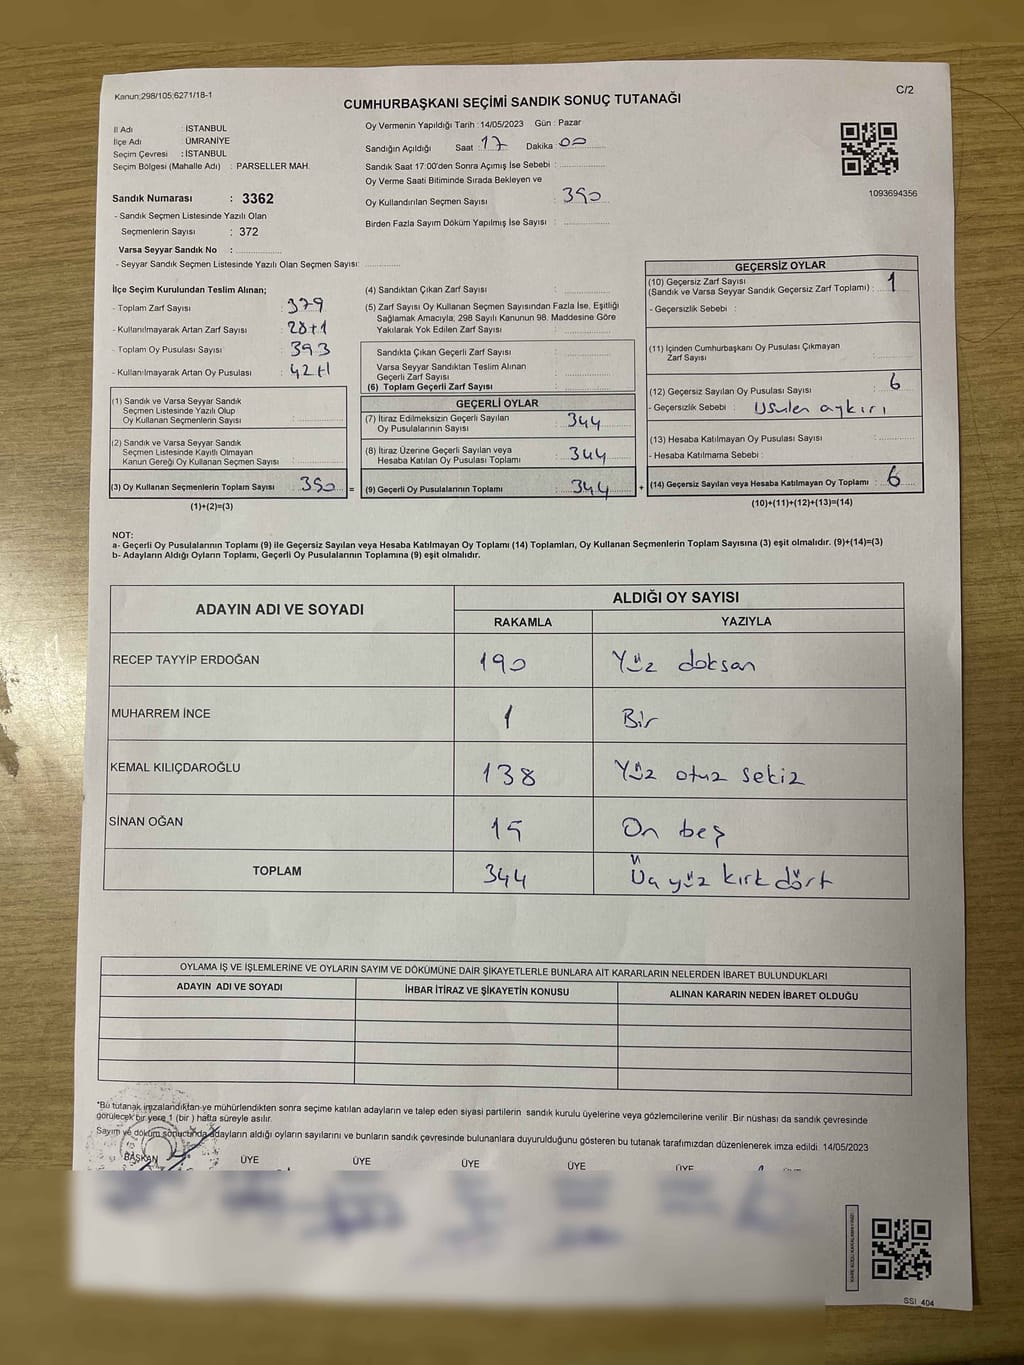 Kanun;298/105;6271/18-1
C/2
CUMHURBAŞKANI SEÇİMİ SANDIK SONUÇ TUTANAĞI
İl Adı : İSTANBUL
İlçe Adı : ÜMRANİYE
Seçim Çevresi : İSTANBUL
Seçim Bölgesi (Mahalle Adı) : PARSELLER MAH.
Oy Vermenin Yapıldığı Tarih : 14/05/2023 Gün : Pazar
Sandığın Açıldığı Saat : 17 Dakika : 00
Sandık Saat 17:00'den Sonra Açımış İse Sebebi :
Oy Verme Saati Bitiminde Sırada Bekleyen ve
Oy Kullandırılan Seçmen Sayısı : 350
Birden Fazla Sayım Döküm Yapılmış İse Sayısı :
1093694356
Sandık Numarası : 3362
- Sandık Seçmen Listesinde Yazılı Olan
Seçmenlerin Sayısı : 372
Varsa Seyyar Sandık No :
- Seyyar Sandık Seçmen Listesinde Yazılı Olan Seçmen Sayısı:
İlçe Seçim Kurulundan Teslim Alınan;
- Toplam Zarf Sayısı : 379
- Kullanılmayarak Artan Zarf Sayısı : 28+1
- Toplam Oy Pusulası Sayısı : 393
- Kullanılmayarak Artan Oy Pusulası : 42+1
(1) Sandık ve Varsa Seyyar Sandık
Seçmen Listesinde Yazılı Olup
Oy Kullanan Seçmenlerin Sayısı :
(2) Sandık ve Varsa Seyyar Sandık
Seçmen Listesinde Kayıtlı Olmayan
Kanun Gereği Oy Kullanan Seçmen Sayısı :
(3) Oy Kullanan Seçmenlerin Toplam Sayısı : 350 =
(1)+(2)=(3)
(4) Sandıktan Çıkan Zarf Sayısı :
(5) Zarf Sayısı Oy Kullanan Seçmen Sayısından Fazla İse, Eşitliği
Sağlamak Amacıyla; 298 Sayılı Kanunun 98. Maddesine Göre
Yakılarak Yok Edilen Zarf Sayısı :
Sandıkta Çıkan Geçerli Zarf Sayısı :
Varsa Seyyar Sandıktan Teslim Alınan
Geçerli Zarf Sayısı :
(6) Toplam Geçerli Zarf Sayısı :
GEÇERLİ OYLAR
(7) İtiraz Edilmeksizin Geçerli Sayılan
Oy Pusulalarının Sayısı : 344
(8) İtiraz Üzerine Geçerli Sayılan veya
Hesaba Katılan Oy Pusulası Toplamı : 344
(9) Geçerli Oy Pusulalarının Toplamı : 344 +
GEÇERSİZ OYLAR
(10) Geçersiz Zarf Sayısı
(Sandık ve Varsa Seyyar Sandık Geçersiz Zarf Toplamı) : 1
- Geçersizlik Sebebi :
(11) İçinden Cumhurbaşkanı Oy Pusulası Çıkmayan
Zarf Sayısı :
(12) Geçersiz Sayılan Oy Pusulası Sayısı : 6
- Geçersizlik Sebebi : Usulen aykırı
(13) Hesaba Katılmayan Oy Pusulası Sayısı :
- Hesaba Katılmama Sebebi :
(14) Geçersiz Sayılan veya Hesaba Katılmayan Oy Toplamı : 6
(10)+(11)+(12)+(13)=(14)
NOT:
a- Geçerli Oy Pusulalarının Toplamı (9) ile Geçersiz Sayılan veya Hesaba Katılmayan Oy Toplamı (14) Toplamları, Oy Kullanan Seçmenlerin Toplam Sayısına (3) eşit olmalıdır. (9)+(14)=(3)
b- Adayların Aldığı Oyların Toplamı, Geçerli Oy Pusulalarının Toplamına (9) eşit olmalıdır.
ADAYIN ADI VE SOYADI
ALDIĞI OY SAYISI
RAKAMLA YAZIYLA
RECEP TAYYİP ERDOĞAN 190 Yüz doksan
MUHARREM İNCE 1 Bir
KEMAL KILIÇDAROĞLU 138 Yüz otuz sekiz
SİNAN OĞAN 15 On beş
TOPLAM 344 Üç yüz kırk dört
OYLAMA İŞ VE İŞLEMLERİNE VE OYLARIN SAYIM VE DÖKÜMÜNE DAİR ŞİKAYETLERLE BUNLARA AİT KARARLARIN NELERDEN İBARET BULUNDUKLARI
ADAYIN ADI VE SOYADI İHBAR İTİRAZ VE ŞİKAYETİN KONUSU ALINAN KARARIN NEDEN İBARET OLDUĞU
*Bu tutanak imzalandıktan ve mühürlendikten sonra seçime katılan adayların ve talep eden siyasi partilerin sandık kurulu üyelerine veya gözlemcilerine verilir .Bir nüshası da sandık çevresinde
görülecek bir yere 1 (bir ) hafta süreyle asılır.
Sayım ve döküm sonucunda adayların aldığı oyların sayılarını ve bunların sandık çevresinde bulunanlara duyurulduğunu gösteren bu tutanak tarafımızdan düzenlenerek imza edildi. 14/05/2023
BAŞKAN ÜYE ÜYE ÜYE ÜYE ÜYE ÜYE
SSİ_404